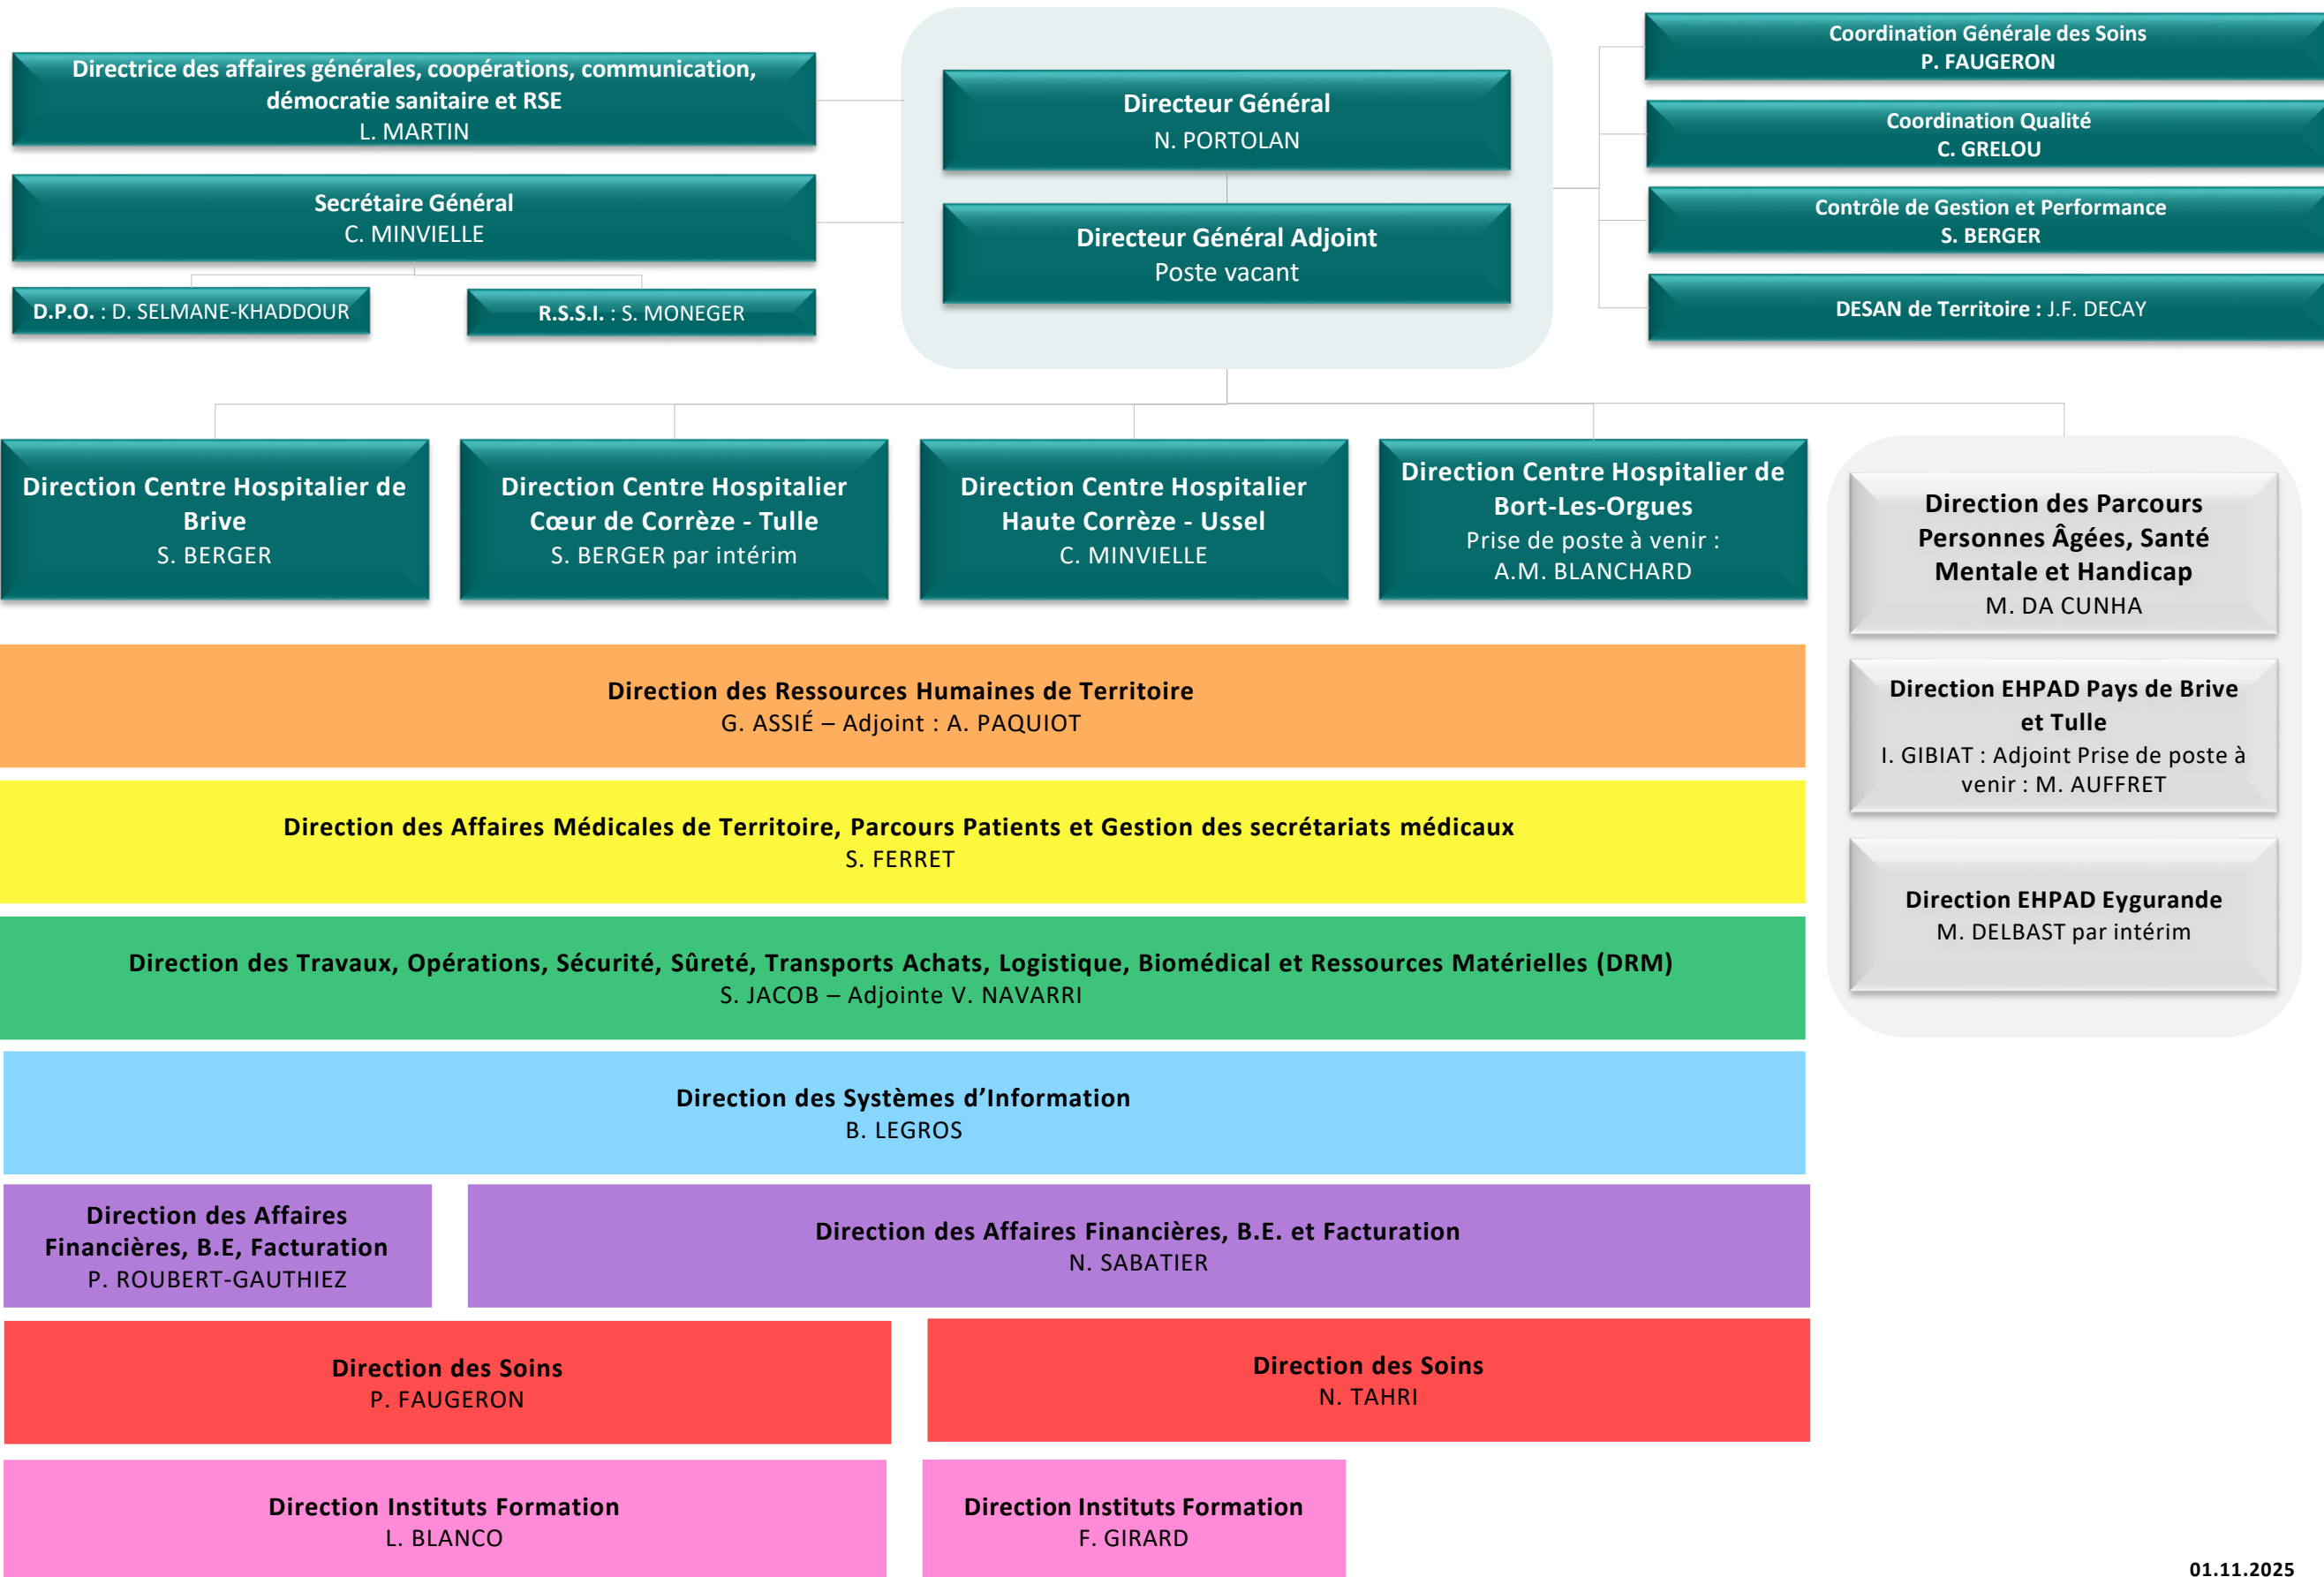 Directrice des affaires générales, coopérations, communication,
démocratie sanitaire et RSE
L. MARTIN
Secrétaire Général
C. MINVIELLE
D.P.O. : D. SELMANE-KHADDOUR
R.S.S.I. : S. MONEGER
Directeur Général
N. PORTOLAN
Directeur Général Adjoint
Poste vacant
Coordination Générale des Soins
P. FAUGERON
Coordination Qualité
C. GRELOU
Contrôle de Gestion et Performance
S. BERGER
DESAN de Territoire : J.F. DECAY
Direction Centre Hospitalier de
Brive
S. BERGER
Direction Centre Hospitalier
Cœur de Corrèze - Tulle
S. BERGER par intérim
Direction Centre Hospitalier
Haute Corrèze - Ussel
C. MINVIELLE
Direction Centre Hospitalier de
Bort-Les-Orgues
Prise de poste à venir :
A.M. BLANCHARD
Direction des Parcours
Personnes Âgées, Santé
Mentale et Handicap
M. DA CUNHA
Direction EHPAD Pays de Brive
et Tulle
I. GIBIAT : Adjoint Prise de poste à
venir : M. AUFFRET
Direction EHPAD Eygurande
M. DELBAST par intérim
Direction des Ressources Humaines de Territoire
G. ASSIÉ – Adjoint : A. PAQUIOT
Direction des Affaires Médicales de Territoire, Parcours Patients et Gestion des secrétariats médicaux
S. FERRET
Direction des Travaux, Opérations, Sécurité, Sûreté, Transports Achats, Logistique, Biomédical et Ressources Matérielles (DRM)
S. JACOB – Adjointe V. NAVARRI
Direction des Systèmes d’Information
B. LEGROS
Direction des Affaires
Financières, B.E, Facturation
P. ROUBERT-GAUTHIEZ
Direction des Affaires Financières, B.E. et Facturation
N. SABATIER
Direction des Soins
P. FAUGERON
Direction des Soins
N. TAHRI
Direction Instituts Formation
L. BLANCO
Direction Instituts Formation
F. GIRARD
01.11.2025